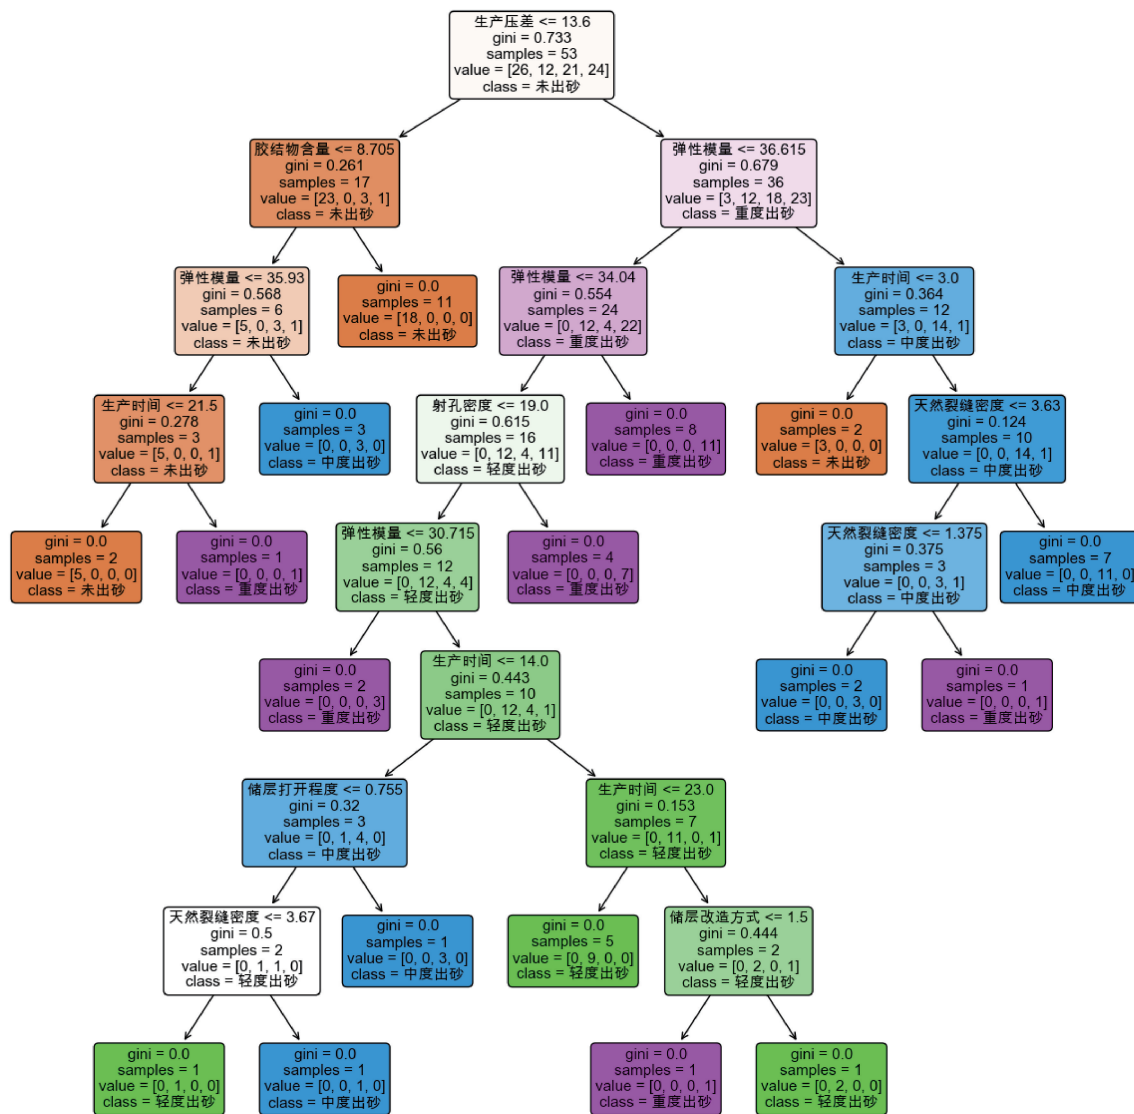 生产压差 <= 13.6
gini = 0.733
samples = 53
value = [26, 12, 21, 24]
class = 未出砂
胶结物含量 <= 8.705
gini = 0.261
samples = 17
value = [23, 0, 3, 1]
class = 未出砂
弹性模量 <= 36.615
gini = 0.679
samples = 36
value = [3, 12, 18, 23]
class = 重度出砂
弹性模量 <= 35.93
gini = 0.568
samples = 6
value = [5, 0, 3, 1]
class = 未出砂
gini = 0.0
samples = 11
value = [18, 0, 0, 0]
class = 未出砂
弹性模量 <= 34.04
gini = 0.554
samples = 24
value = [0, 12, 4, 22]
class = 重度出砂
生产时间 <= 3.0
gini = 0.364
samples = 12
value = [3, 0, 14, 1]
class = 中度出砂
生产时间 <= 21.5
gini = 0.278
samples = 3
value = [5, 0, 0, 1]
class = 未出砂
gini = 0.0
samples = 3
value = [0, 0, 3, 0]
class = 中度出砂
射孔密度 <= 19.0
gini = 0.615
samples = 16
value = [0, 12, 4, 11]
class = 轻度出砂
gini = 0.0
samples = 8
value = [0, 0, 0, 11]
class = 重度出砂
gini = 0.0
samples = 2
value = [3, 0, 0, 0]
class = 未出砂
天然裂缝密度 <= 3.63
gini = 0.124
samples = 10
value = [0, 0, 14, 1]
class = 中度出砂
gini = 0.0
samples = 2
value = [5, 0, 0, 0]
class = 未出砂
gini = 0.0
samples = 1
value = [0, 0, 0, 1]
class = 重度出砂
弹性模量 <= 30.715
gini = 0.56
samples = 12
value = [0, 12, 4, 4]
class = 轻度出砂
gini = 0.0
samples = 4
value = [0, 0, 0, 7]
class = 重度出砂
天然裂缝密度 <= 1.375
gini = 0.375
samples = 3
value = [0, 0, 3, 1]
class = 中度出砂
gini = 0.0
samples = 7
value = [0, 0, 11, 0]
class = 中度出砂
gini = 0.0
samples = 2
value = [0, 0, 0, 3]
class = 重度出砂
生产时间 <= 14.0
gini = 0.443
samples = 10
value = [0, 12, 4, 1]
class = 轻度出砂
gini = 0.0
samples = 2
value = [0, 0, 3, 0]
class = 中度出砂
gini = 0.0
samples = 1
value = [0, 0, 0, 1]
class = 重度出砂
储层打开程度 <= 0.755
gini = 0.32
samples = 3
value = [0, 1, 4, 0]
class = 中度出砂
生产时间 <= 23.0
gini = 0.153
samples = 7
value = [0, 11, 0, 1]
class = 轻度出砂
天然裂缝密度 <= 3.67
gini = 0.5
samples = 2
value = [0, 1, 1, 0]
class = 轻度出砂
gini = 0.0
samples = 1
value = [0, 0, 3, 0]
class = 中度出砂
gini = 0.0
samples = 5
value = [0, 9, 0, 0]
class = 轻度出砂
储层改造方式 <= 1.5
gini = 0.444
samples = 2
value = [0, 2, 0, 1]
class = 轻度出砂
gini = 0.0
samples = 1
value = [0, 1, 0, 0]
class = 轻度出砂
gini = 0.0
samples = 1
value = [0, 0, 1, 0]
class = 中度出砂
gini = 0.0
samples = 1
value = [0, 0, 0, 1]
class = 重度出砂
gini = 0.0
samples = 1
value = [0, 2, 0, 0]
class = 轻度出砂